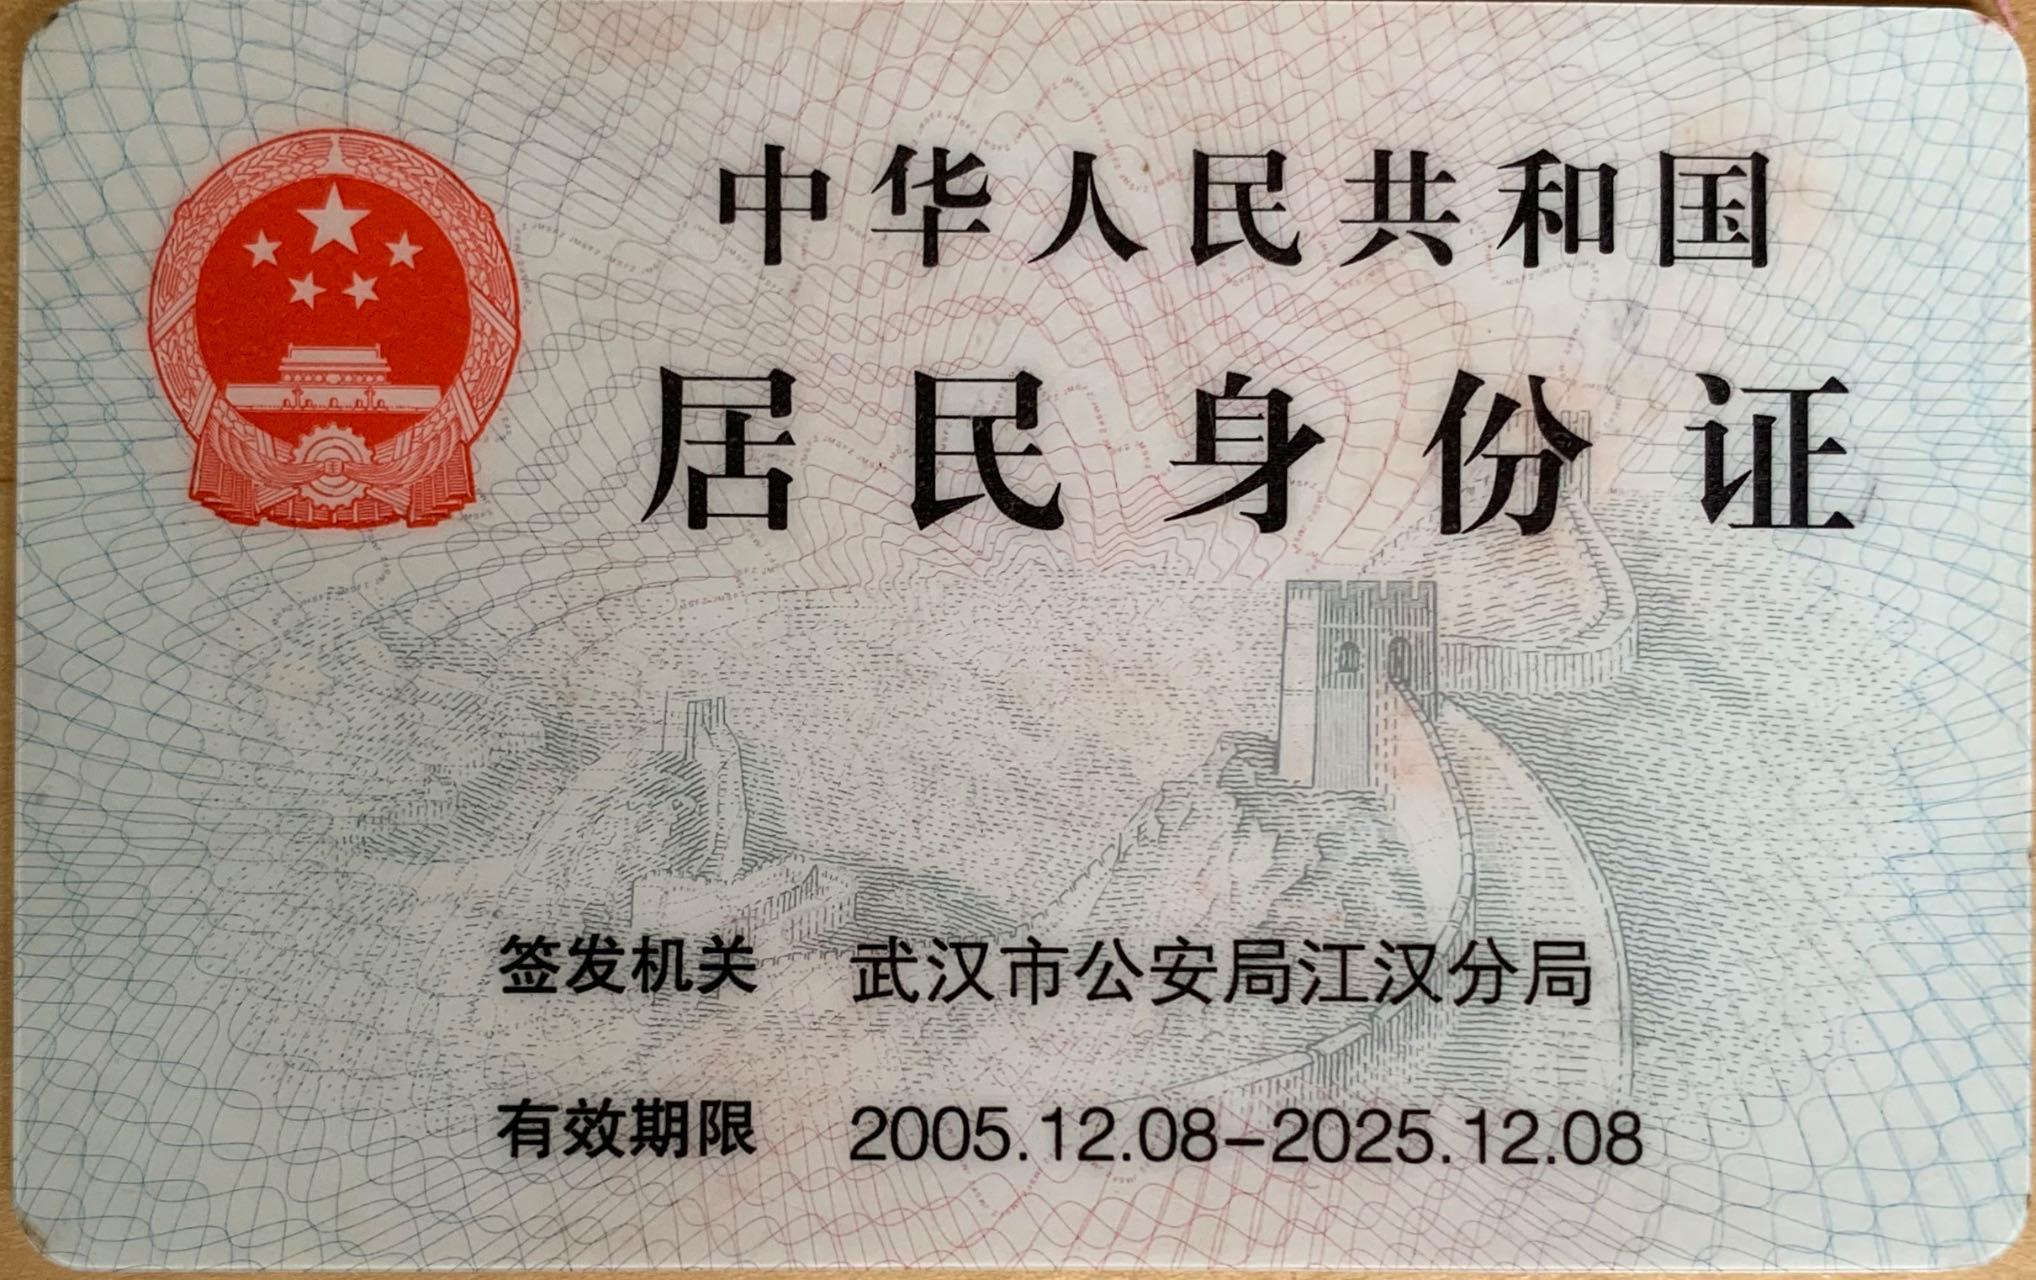 中华人民共和国
居民身份证
签发机关 武汉市公安局江汉分局
有效期限 2005.12.08-2025.12.08